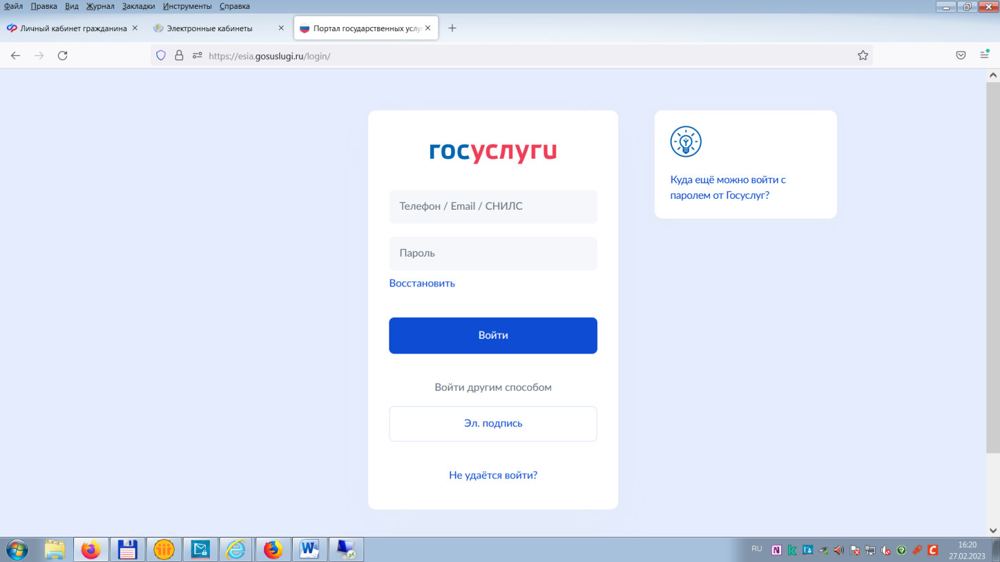 Файл Правка Вид Журнал Закладки Инструменты Справка
Личный кабинет гражданина
Электронные кабинеты
Портал государственных услу
https://esia.gosuslugi.ru/login/
госуслуги
Телефон / Email / СНИЛС
Пароль
Восстановить
Войти
Войти другим способом
Эл. подпись
Не удаётся войти?
Куда ещё можно войти с
паролем от Госуслуг?
RU
16:20
27.02.2023